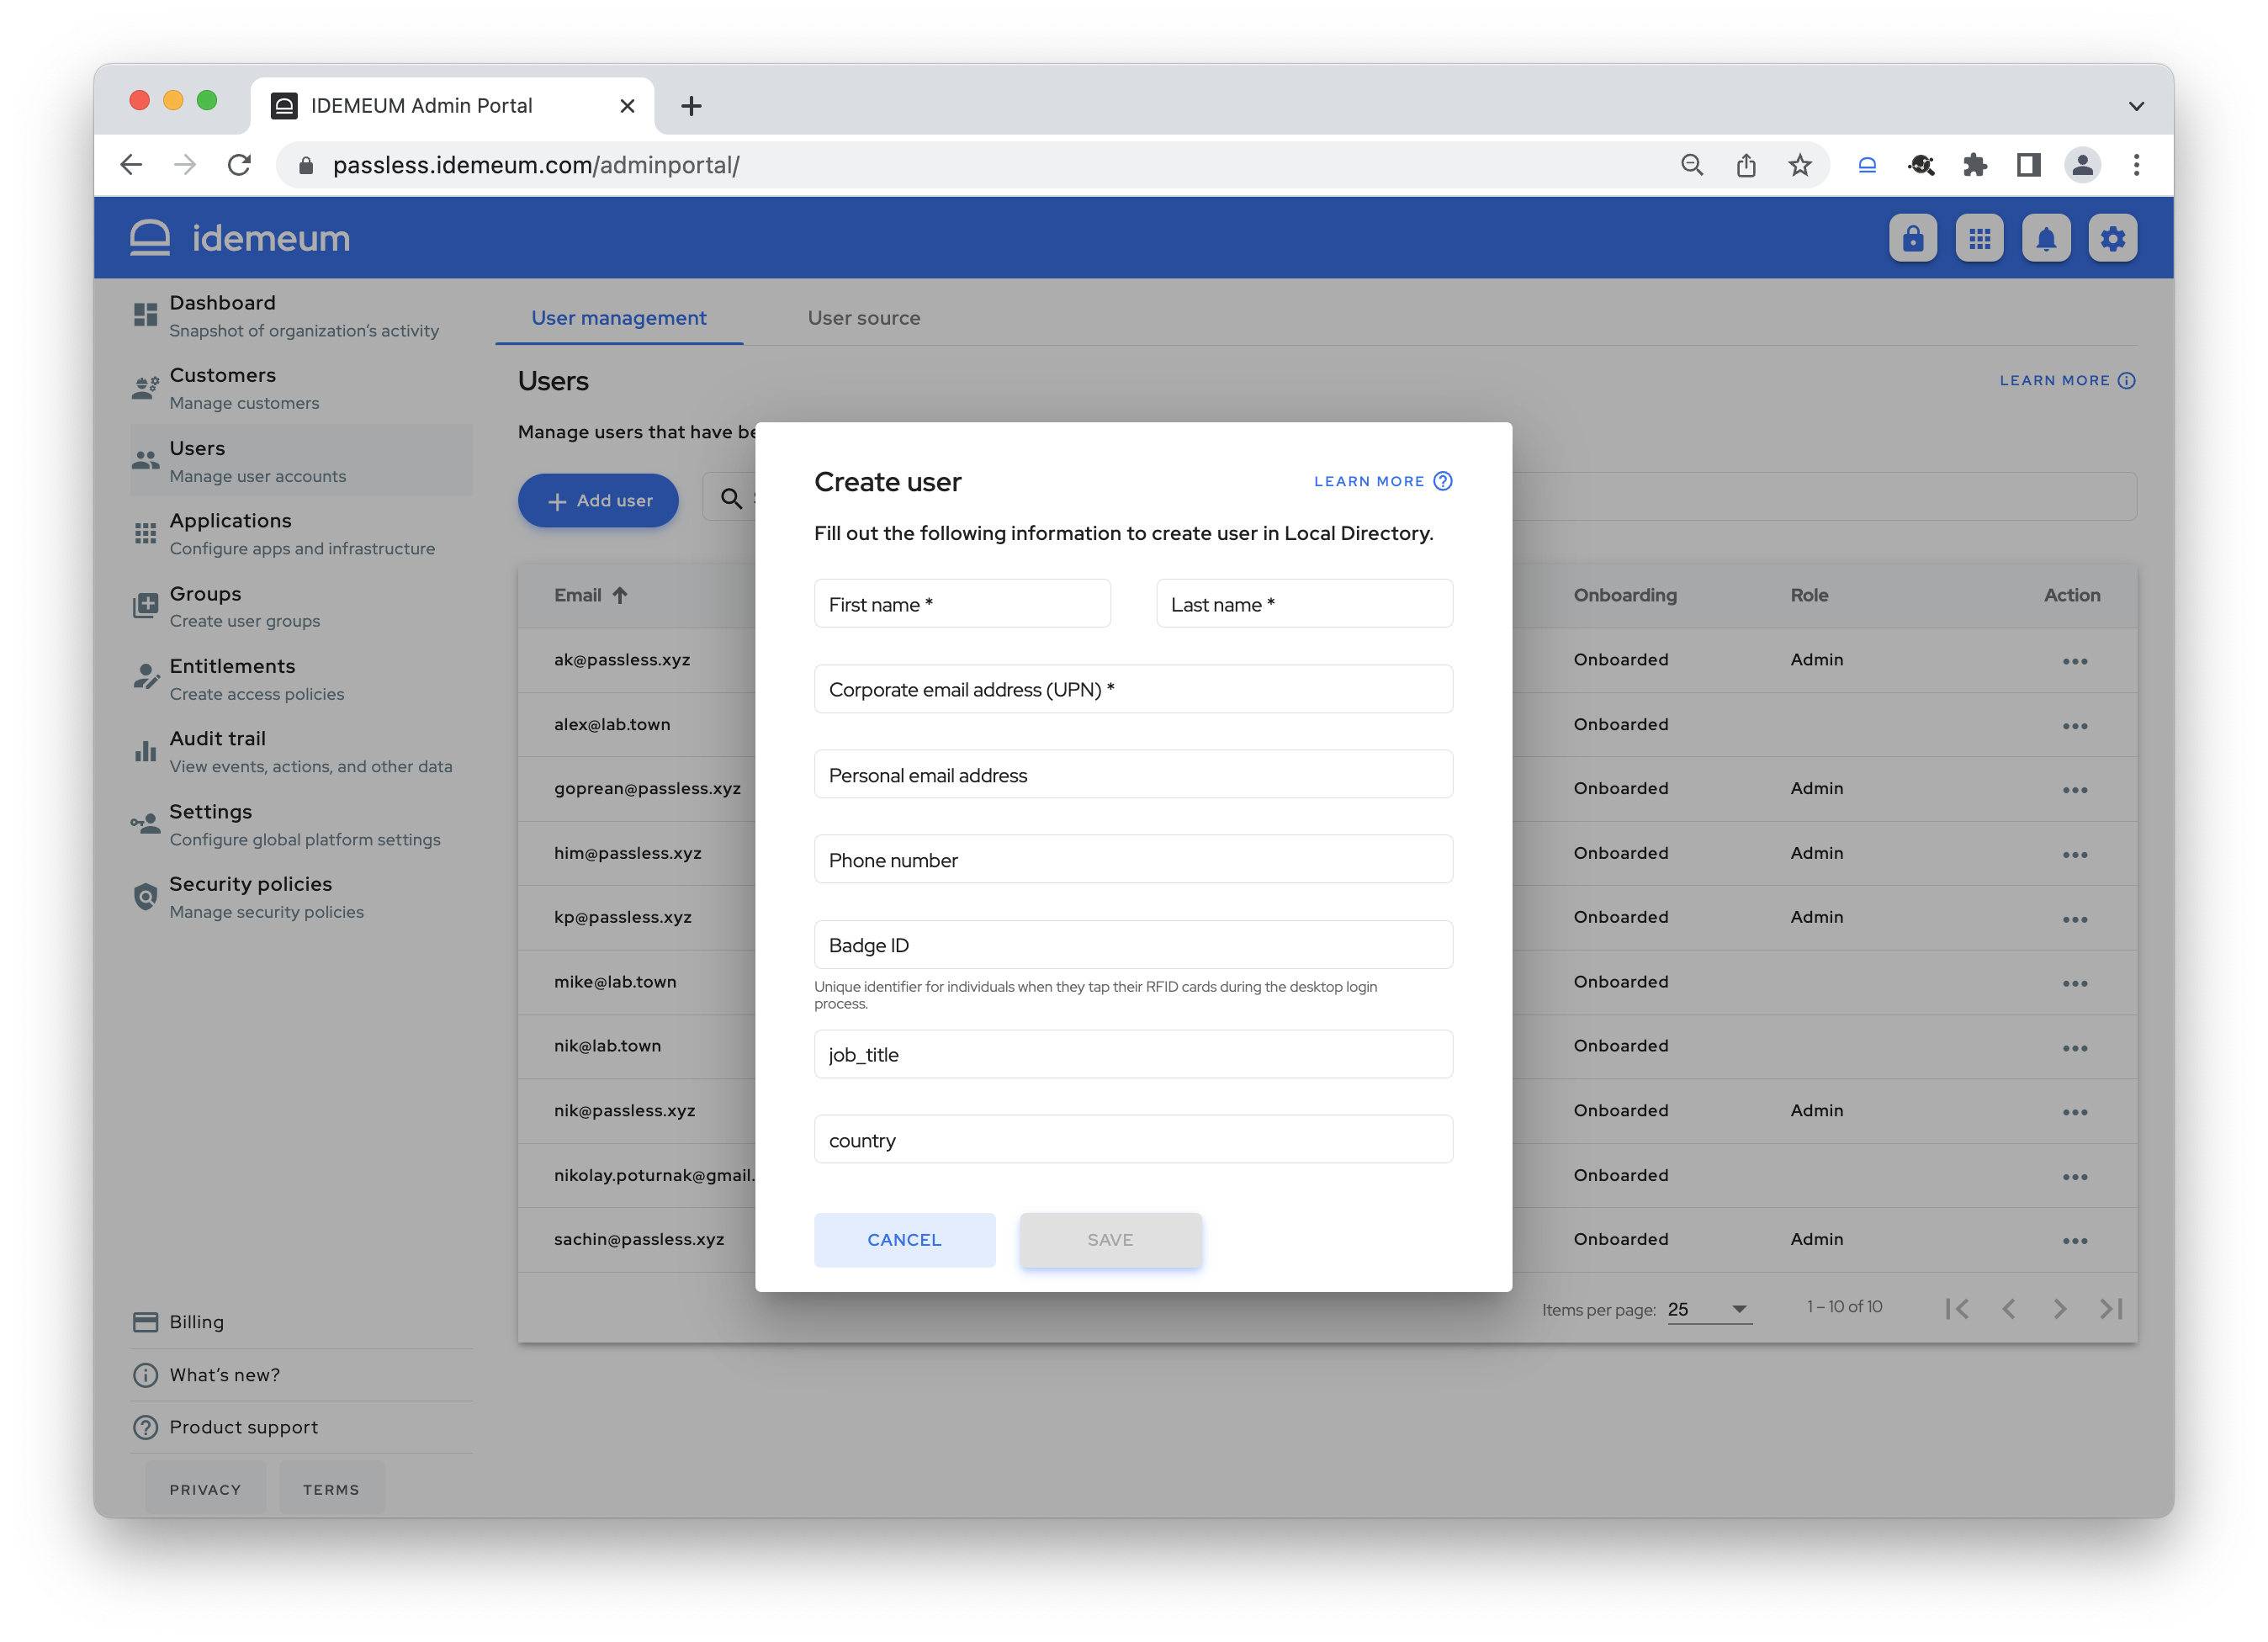 IDEMEUM Admin Portal
passless.idemeum.com/adminportal/
idemeum
Dashboard
Snapshot of organization's activity
Customers
Manage customers
Users
Manage user accounts
Applications
Configure apps and infrastructure
Groups
Create user groups
Entitlements
Create access policies
Audit trail
View events, actions, and other data
Settings
Configure global platform settings
Security policies
Manage security policies
Billing
What's new?
Product support
PRIVACY TERMS
User management User source
Users LEARN MORE
Manage users that have
Add user
Email Onboarding Role Action
ak@passless.xyz Onboarded Admin
alex@lab.town Onboarded
goprean@passless.xyz Onboarded Admin
him@passless.xyz Onboarded Admin
kp@passless.xyz Onboarded Admin
mike@lab.town Onboarded
nik@lab.town Onboarded
nik@passless.xyz Onboarded Admin
nikolay.poturnak@gmail. Onboarded
sachin@passless.xyz Onboarded Admin
Items per page: 25 1 – 10 of 10
Create user LEARN MORE
Fill out the following information to create user in Local Directory.
First name * Last name *
Corporate email address (UPN) *
Personal email address
Phone number
Badge ID
Unique identifier for individuals when they tap their RFID cards during the desktop login
process.
job_title
country
CANCEL SAVE